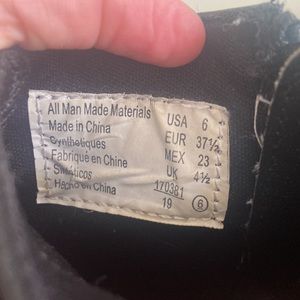 All Man Made Materials USA 6
Made in China EUR 37½
Synthetiques MEX 23
Fabrique en Chine UK 4½
Sinteticos 170381
Hecho en China 19 6